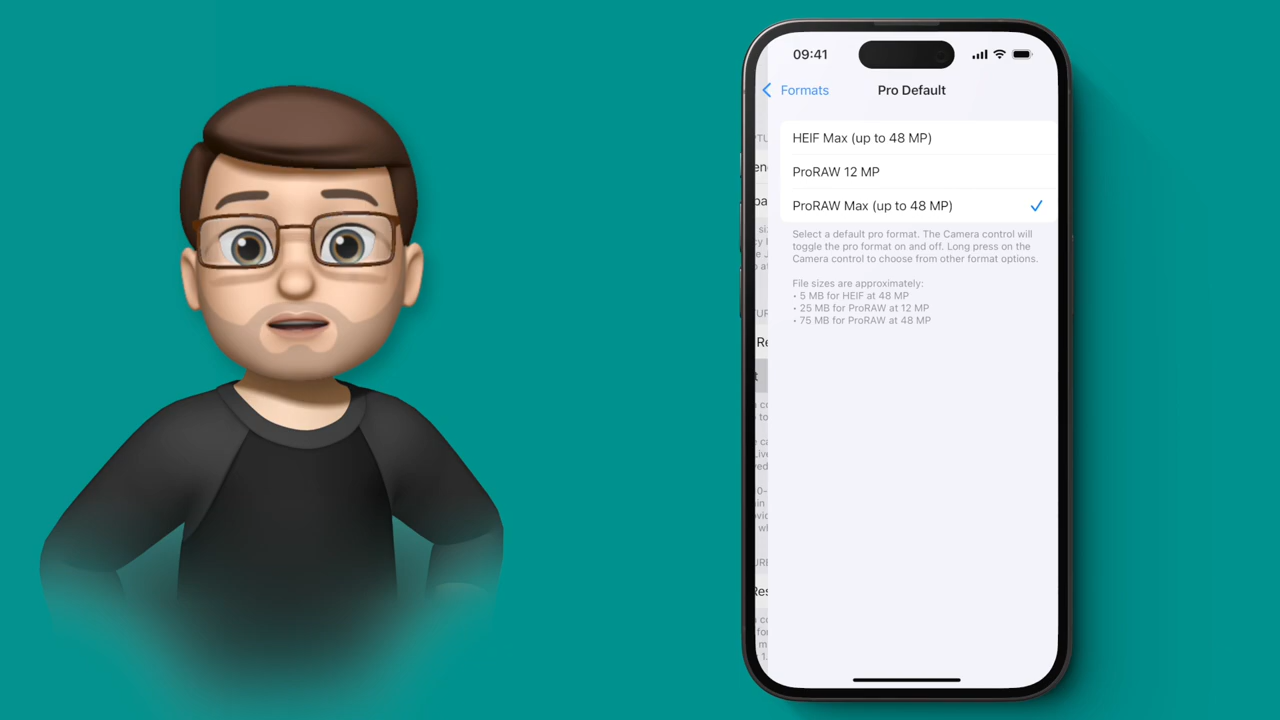 09:41
Formats
Pro Default
HEIF Max (up to 48 MP)
ProRAW 12 MP
ProRAW Max (up to 48 MP)
Select a default pro format. The Camera control will
toggle the pro format on and off. Long press on the
Camera control to choose from other format options.
File sizes are approximately:
• 5 MB for HEIF at 48 MP
• 25 MB for ProRAW at 12 MP
• 75 MB for ProRAW at 48 MP